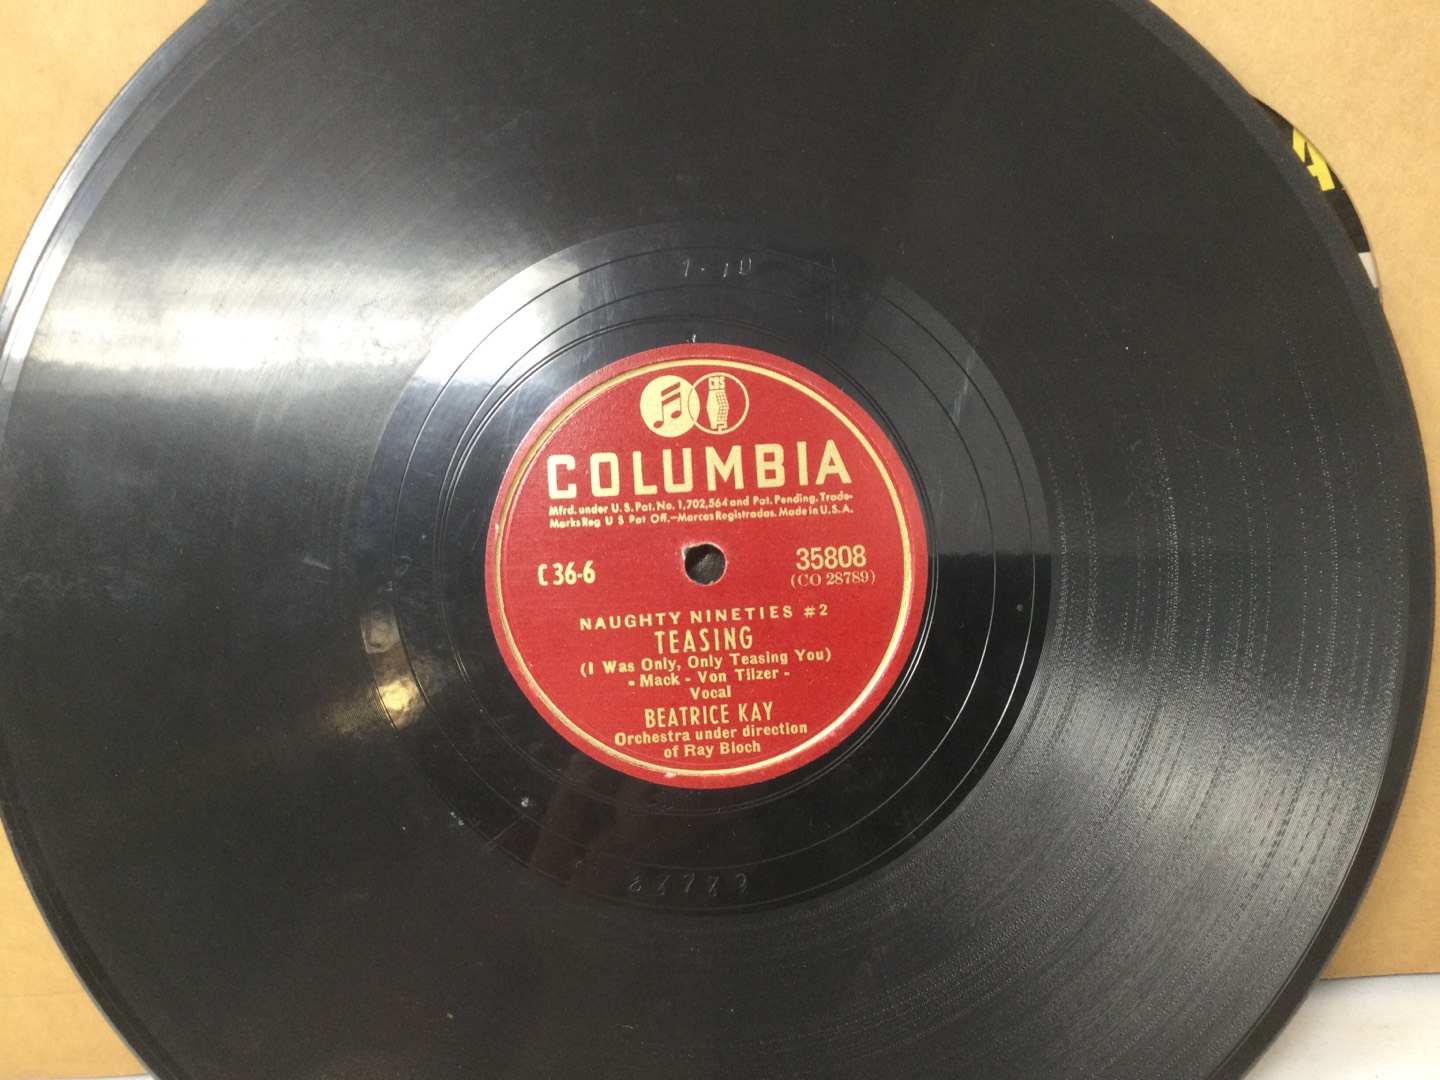 CBS
COLUMBIA
Mfrd. under U.S. Pat. No. 1,702,564 and Pat. Pending. Trade-
Marks Reg U S Pat Off.—Marcas Registradas. Made in U.S.A.
C 36-6
35808
(CO 28789)
NAUGHTY NINETIES #2
TEASING
(I Was Only, Only Teasing You)
- Mack - Von Tilzer -
Vocal
BEATRICE KAY
Orchestra under direction
of Ray Bloch